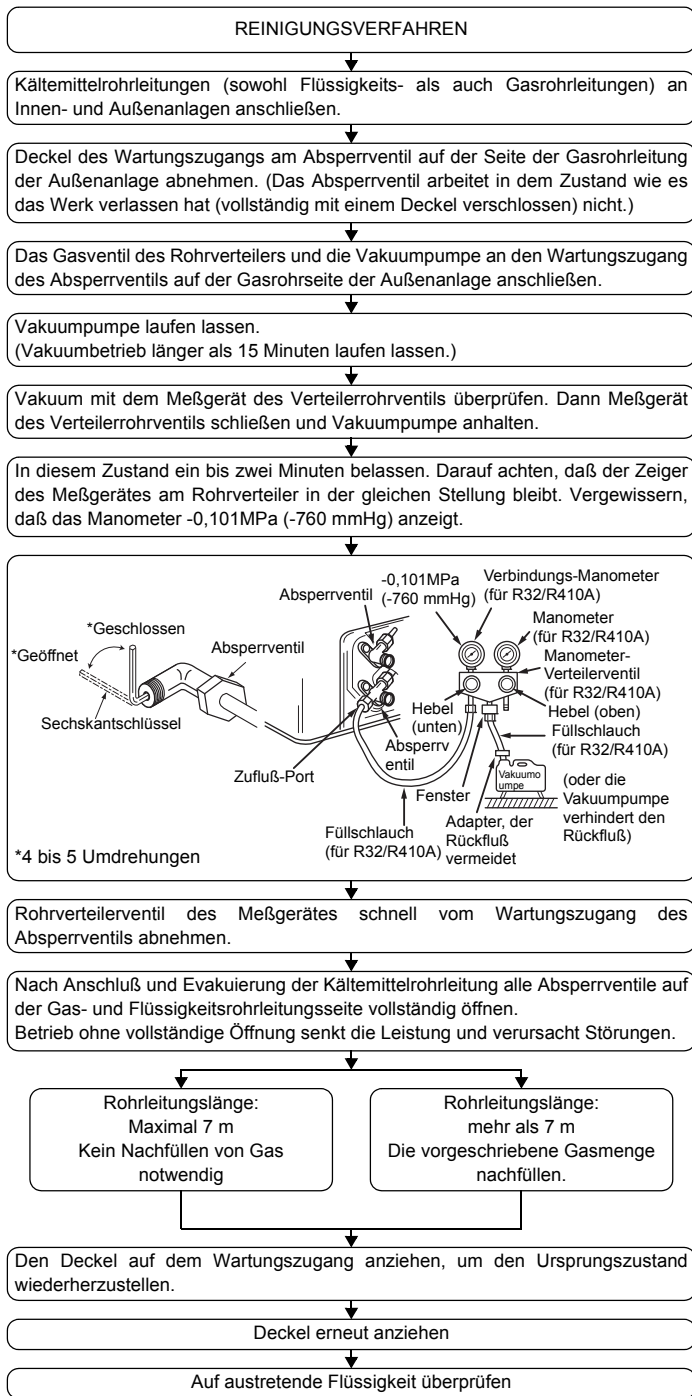 REINIGUNGSVERFAHREN
Kältemittelrohrleitungen (sowohl Flüssigkeits- als auch Gasrohrleitungen) an
Innen- und Außenanlagen anschließen.
Deckel des Wartungszugangs am Absperrventil auf der Seite der Gasrohrleitung
der Außenanlage abnehmen. (Das Absperrventil arbeitet in dem Zustand wie es
das Werk verlassen hat (vollständig mit einem Deckel verschlossen) nicht.)
Das Gasventil des Rohrverteilers und die Vakuumpumpe an den Wartungszugang
des Absperrventils auf der Gasrohrseite der Außenanlage anschließen.
Vakuumpumpe laufen lassen.
(Vakuumbetrieb länger als 15 Minuten laufen lassen.)
Vakuum mit dem Meßgerät des Verteilerrohrventils überprüfen. Dann Meßgerät
des Verteilerrohrventils schließen und Vakuumpumpe anhalten.
In diesem Zustand ein bis zwei Minuten belassen. Darauf achten, daß der Zeiger
des Meßgerätes am Rohrverteiler in der gleichen Stellung bleibt. Vergewissern,
daß das Manometer -0,101MPa (-760 mmHg) anzeigt.
*Geschlossen
*Geöffnet
Absperrventil
Sechskantschlüssel
*4 bis 5 Umdrehungen
Absperrventil
-0,101MPa
(-760 mmHg)
Verbindungs-Manometer
(für R32/R410A)
Manometer
(für R32/R410A)
Manometer-
Verteilerventil
(für R32/R410A)
Hebel
(unten)
Hebel (oben)
Füllschlauch
(für R32/R410A)
Absperrv
entil
Zufluß-Port
Fenster
Vakuumo
umpe
(oder die
Vakuumpumpe
verhindert den
Rückfluß)
Adapter, der
Rückfluß
vermeidet
Füllschlauch
(für R32/R410A)
Rohrverteilerventil des Meßgerätes schnell vom Wartungszugang des
Absperrventils abnehmen.
Nach Anschluß und Evakuierung der Kältemittelrohrleitung alle Absperrventile auf
der Gas- und Flüssigkeitsrohrleitungsseite vollständig öffnen.
Betrieb ohne vollständige Öffnung senkt die Leistung und verursacht Störungen.
Rohrleitungslänge:
Maximal 7 m
Kein Nachfüllen von Gas
notwendig
Rohrleitungslänge:
mehr als 7 m
Die vorgeschriebene Gasmenge
nachfüllen.
Den Deckel auf dem Wartungszugang anziehen, um den Ursprungszustand
wiederherzustellen.
Deckel erneut anziehen
Auf austretende Flüssigkeit überprüfen